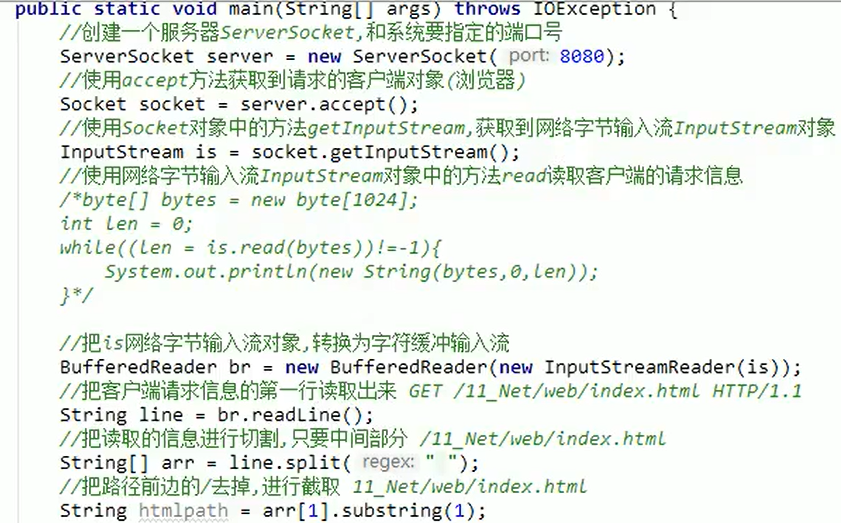 public static void main(String[] args) throws IOException {
//创建一个服务器ServerSocket,和系统要指定的端口号
ServerSocket server = new ServerSocket( port: 8080);
//使用accept方法获取到请求的客户端对象(浏览器)
Socket socket = server.accept();
//使用Socket对象中的方法getInputStream,获取到网络字节输入流InputStream对象
InputStream is = socket.getInputStream();
//使用网络字节输入流InputStream对象中的方法read读取客户端的请求信息
/*byte[] bytes = new byte[1024];
int len = 0;
while((len = is.read(bytes))!=-1){
System.out.println(new String(bytes,0,len));
}*/
//把is网络字节输入流对象,转换为字符缓冲输入流
BufferedReader br = new BufferedReader(new InputStreamReader(is));
//把客户端请求信息的第一行读取出来 GET /11_Net/web/index.html HTTP/1.1
String line = br.readLine();
//把读取的信息进行切割,只要中间部分 /11_Net/web/index.html
String[] arr = line.split( regex: " ");
//把路径前边的/去掉,进行截取 11_Net/web/index.html
String htmlpath = arr[1].substring(1);